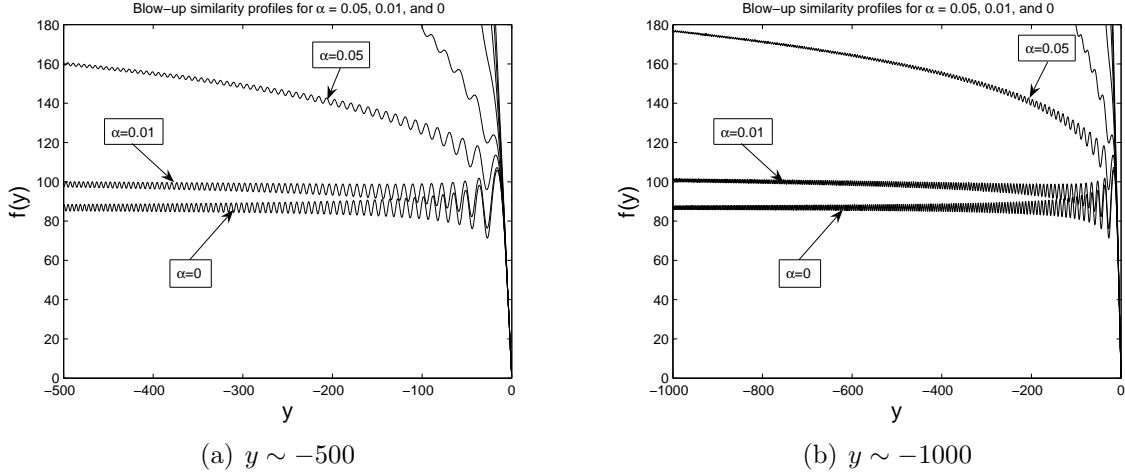 Blow−up similarity profiles for α = 0.05, 0.01, and 0
180
160
140
120
100
80
60
40
20
0
f(y)
α=0.05
α=0.01
α=0
−500
−400
−300
−200
−100
0
y
(a) y ∼ −500
Blow−up similarity profiles for α = 0.05, 0.01, and 0
180
160
140
120
100
80
60
40
20
0
f(y)
α=0.05
α=0.01
α=0
−1000
−800
−600
−400
−200
0
y
(b) y ∼ −1000